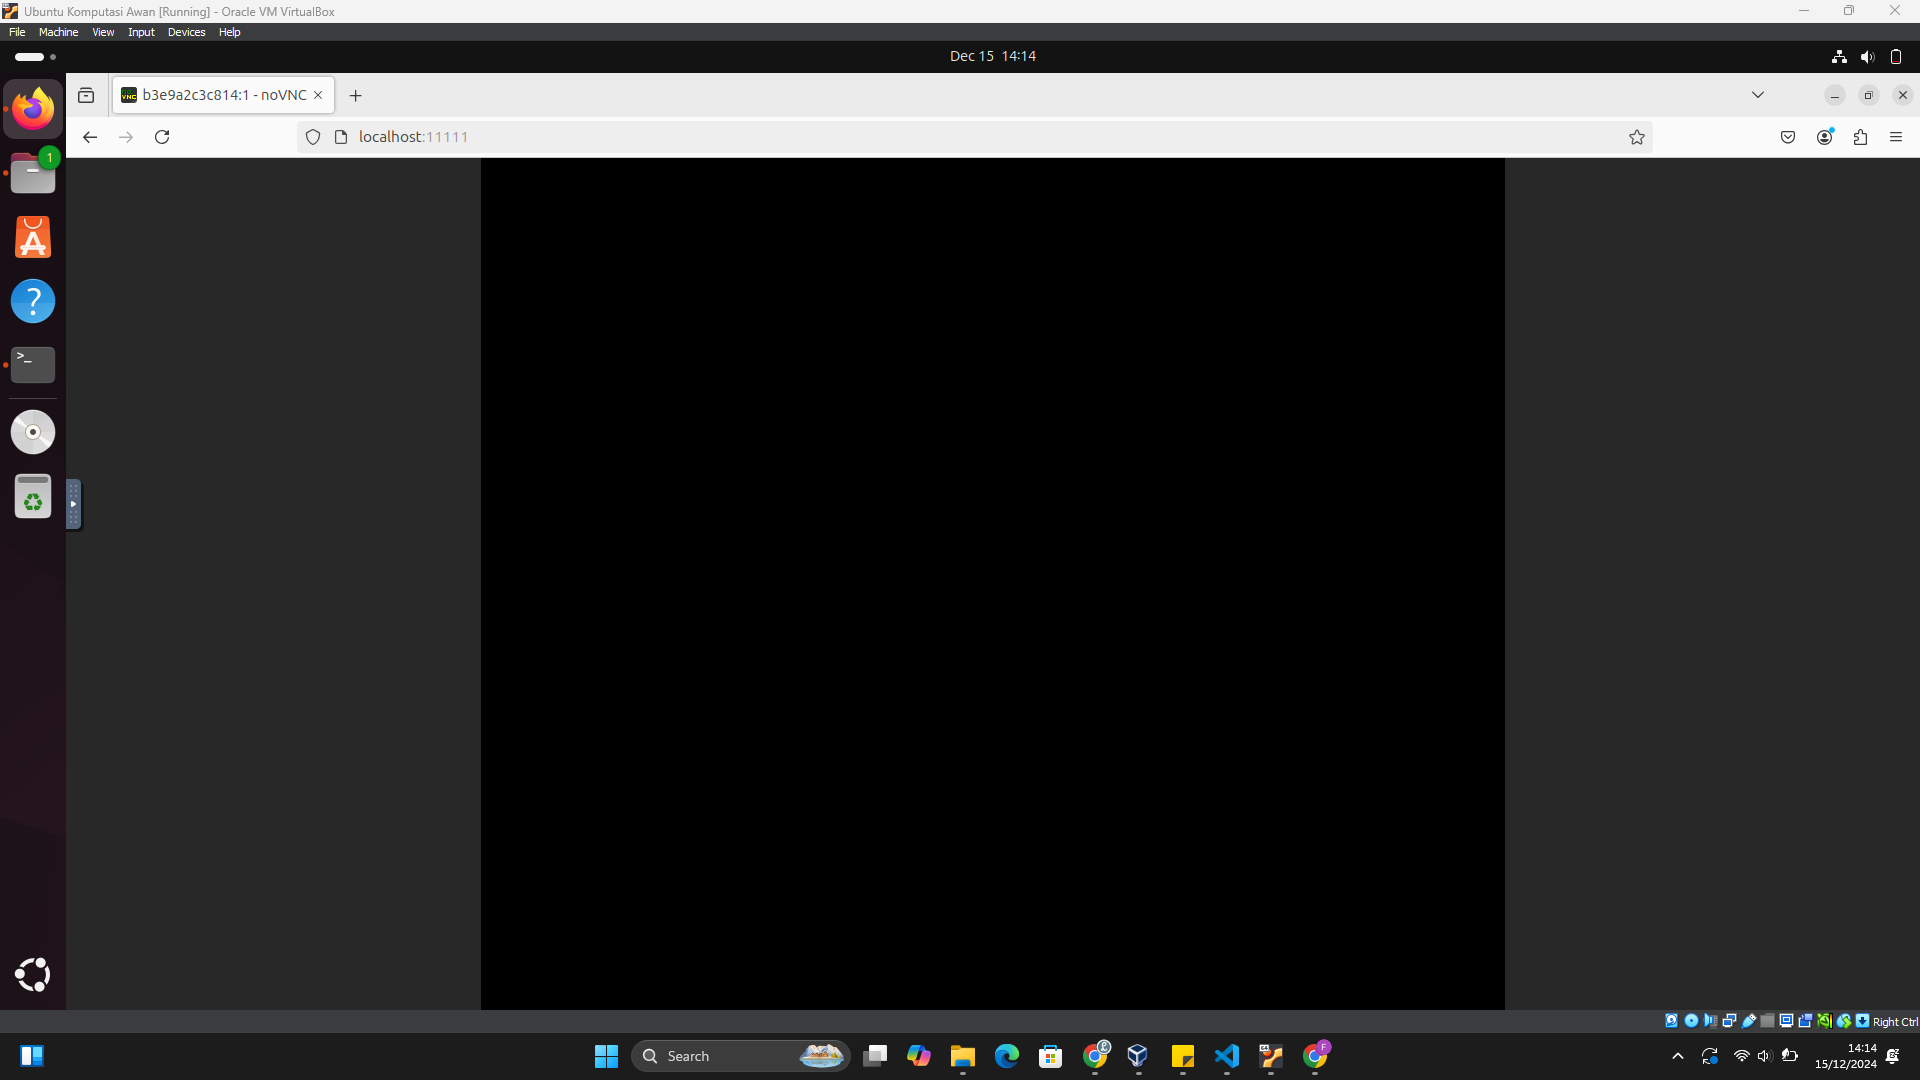 Ubuntu Komputasi Awan [Running] - Oracle VM VirtualBox
File Machine View Input Devices Help
Dec 15 14:14
b3e9a2c3c814:1 - noVNC
localhost:11111
1
Right Ctrl
Search
14:14
15/12/2024